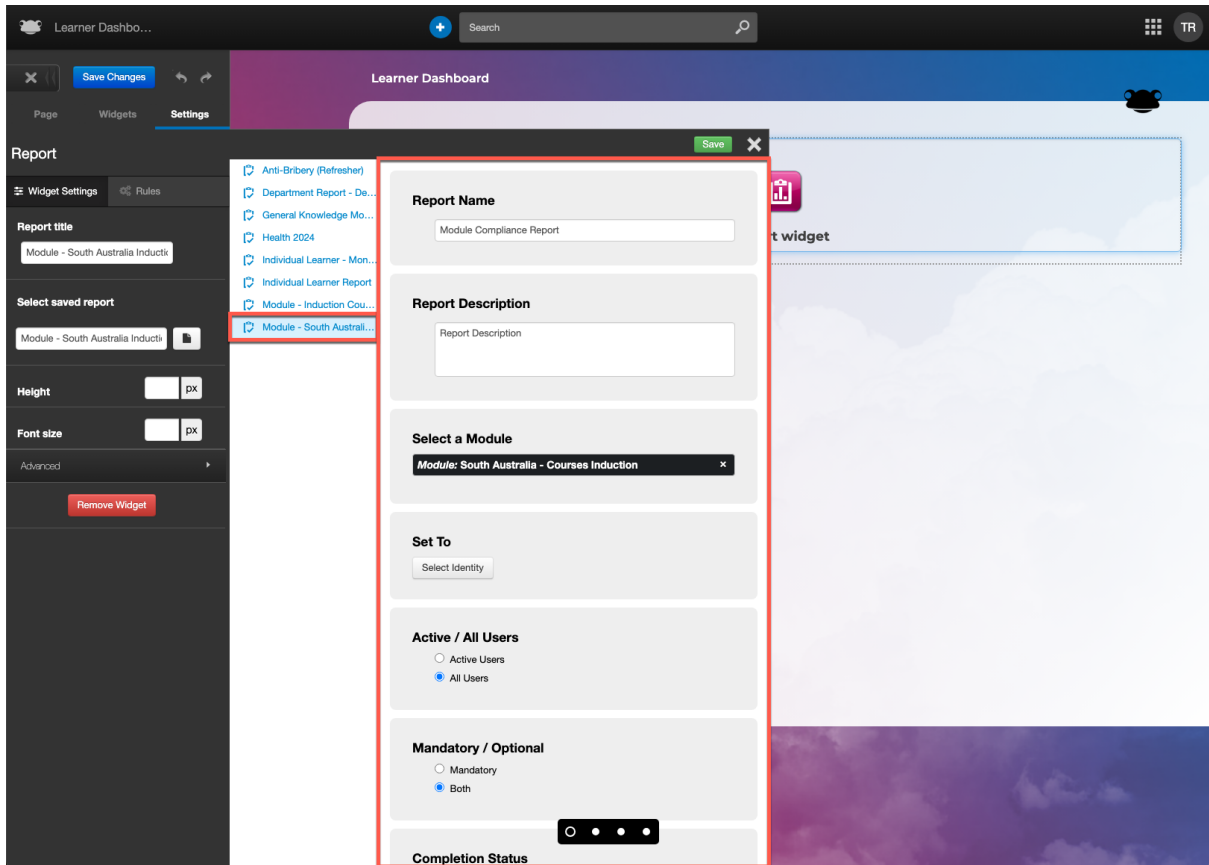 Learner Dashbo...
Search
TR
Save Changes
Page
Widgets
Settings
Learner Dashboard
Report
Save
Widget Settings
Rules
Report title
Module - South Australia Inductic
Select saved report
Module - South Australia Inductic
Height
px
Font size
px
Advanced
Remove Widget
Anti-Bribery (Refresher)
Department Report - De...
General Knowledge Mo...
Health 2024
Individual Learner - Mon...
Individual Learner Report
Module - Induction Cou...
Module - South Australi...
Report Name
Module Compliance Report
Report Description
Report Description
Select a Module
Module: South Australia - Courses Induction
Set To
Select Identity
Active / All Users
Active Users
All Users
Mandatory / Optional
Mandatory
Both
Completion Status
t widget